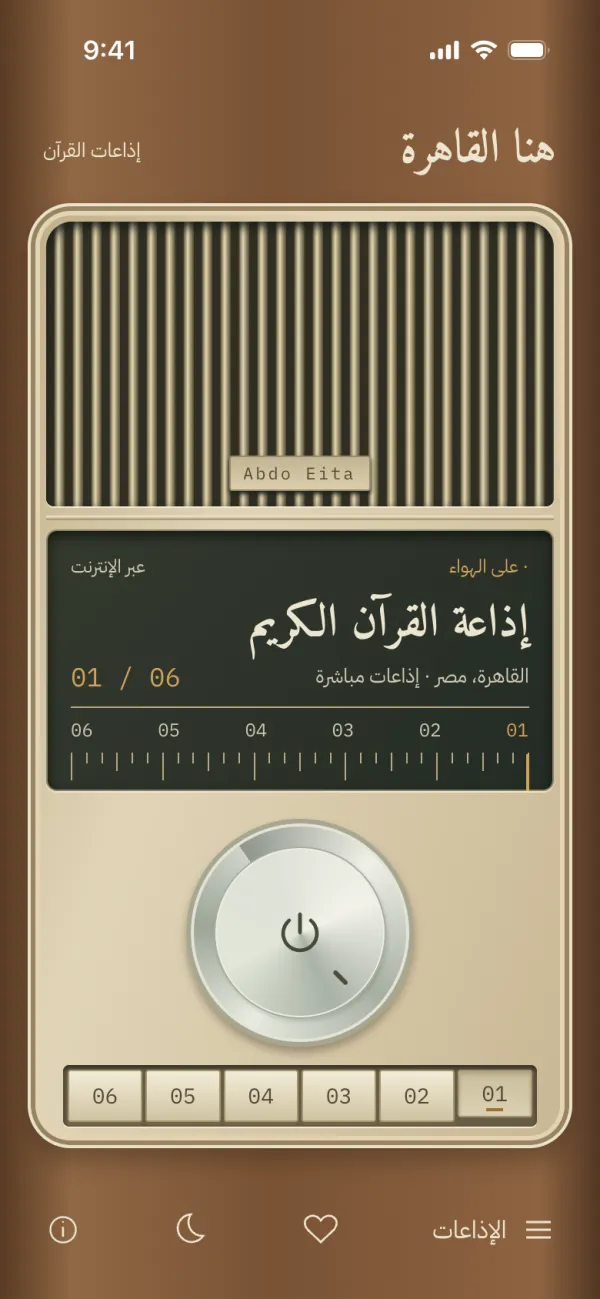 9:41
هنا القاهرة
إذاعات القرآن
Abdo Eita
· على الهواء
عبر الإنترنت
إذاعة القرآن الكريم
القاهرة، مصر · إذاعات مباشرة
01 / 06
06 05 04 03 02 01
06 05 04 03 02 01
الإذاعات